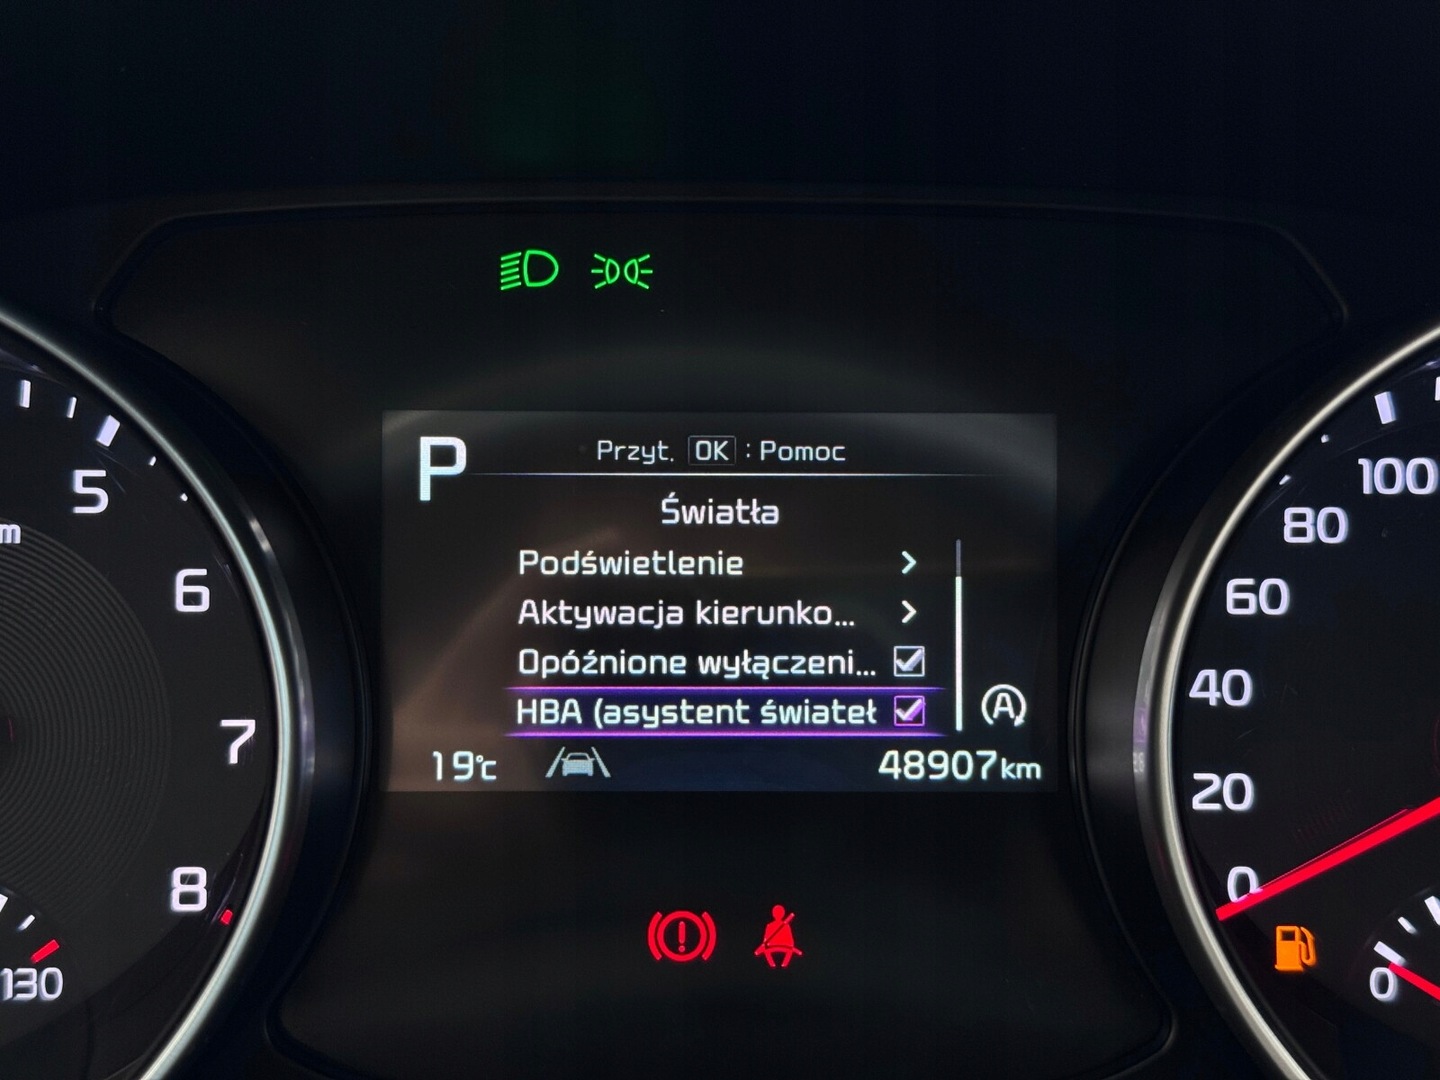 P
Przyt. OK : Pomoc
Światła
Podświetlenie
Aktywacja kierunko...
Opóźnione wyłączeni...
HBA (asystent świateł
A
19°C
48907km
5
6
7
8
130
m
100
80
60
40
20
0
0